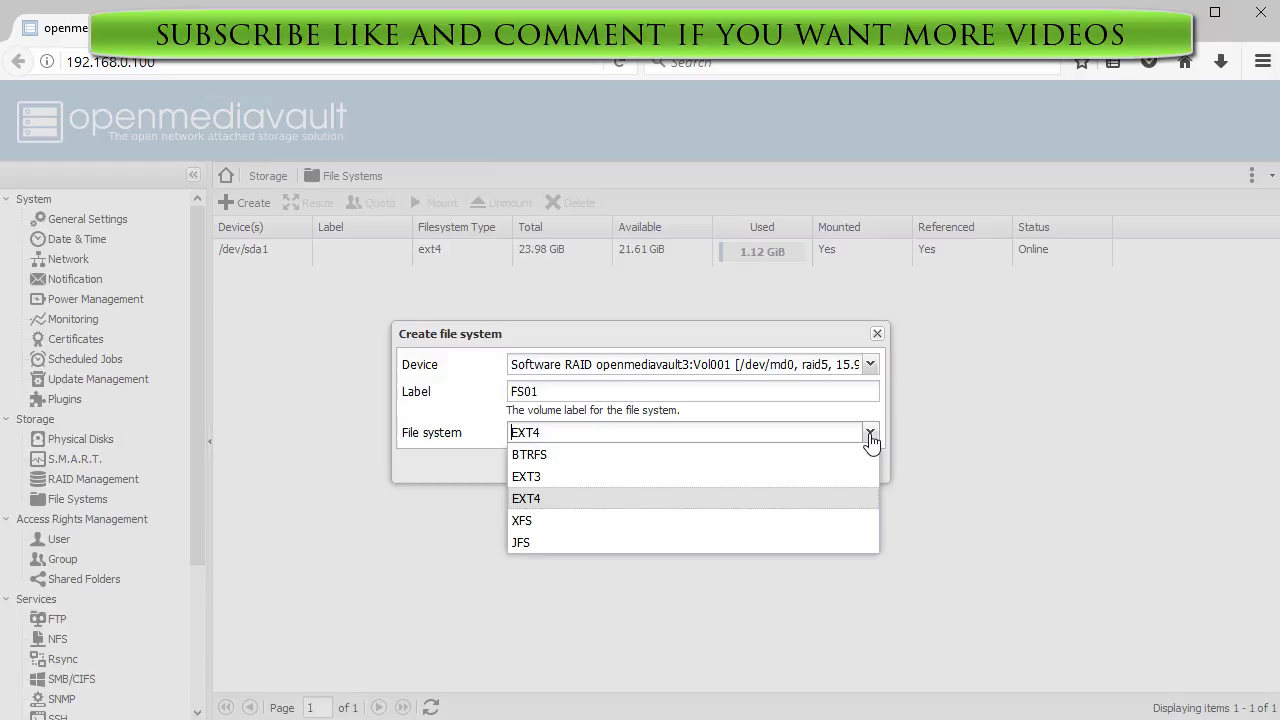 openme
SUBSCRIBE LIKE AND COMMENT IF YOU WANT MORE VIDEOS
192.168.0.100
Search
openmediavault
The open network attached storage solution
Storage
File Systems
Create
Resize
Quota
Mount
Unmount
Delete
Device(s) Label Filesystem Type Total Available Used Mounted Referenced Status
/dev/sda1 ext4 23.98 GiB 21.61 GiB 1.12 GiB Yes Yes Online
System
General Settings
Date & Time
Network
Notification
Power Management
Monitoring
Certificates
Scheduled Jobs
Update Management
Plugins
Storage
Physical Disks
S.M.A.R.T.
RAID Management
File Systems
Access Rights Management
User
Group
Shared Folders
Services
FTP
NFS
Rsync
SMB/CIFS
SNMP
SSH
Create file system
Device Software RAID openmediavault3:Vol001 [/dev/md0, raid5, 15.9
Label FS01
The volume label for the file system.
File system EXT4
BTRFS
EXT3
EXT4
XFS
JFS
Page 1 of 1
Displaying items 1 - 1 of 1